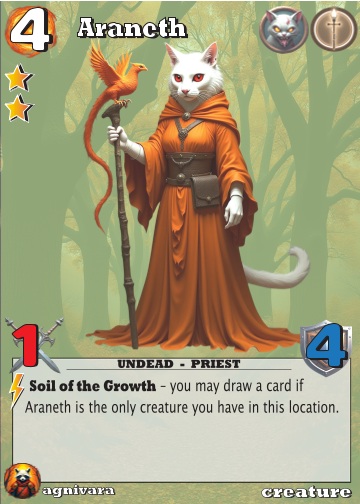 4 Araneth
1 4
UNDEAD - PRIEST
Soil of the Growth - you may draw a card if
Araneth is the only creature you have in this location.
agnivara creature